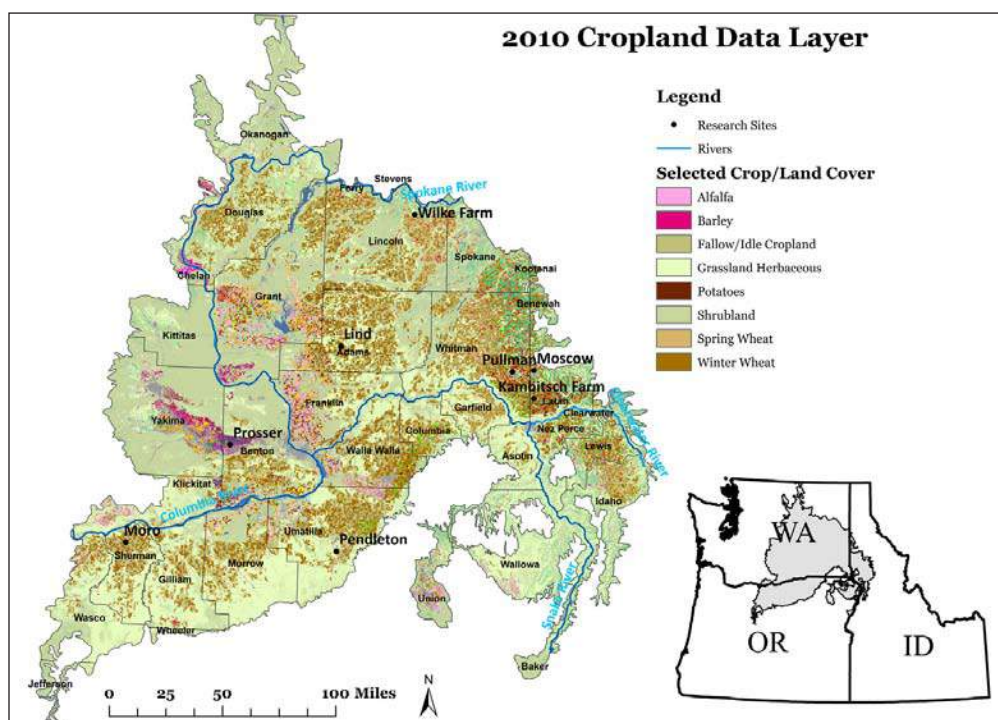 2010 Cropland Data Layer
Legend
Research Sites
Rivers
Selected Crop/Land Cover
Alfalfa
Barley
Fallow/Idle Cropland
Grassland Herbaceous
Potatoes
Shrubland
Spring Wheat
Winter Wheat
Okanogan
Stevens
Ferry
Spokane River
Douglas
Wilke Farm
Lincoln
Spokane
Kootenai
Chelan
Grant
Benewah
Kittitas
Lind
Adams
Whitman
Pullman
Moscow
Kambitsch Farm
Latah
Franklin
Garfield
Clearwater
Clearwater River
Yakima
Prosser
Benton
Columbia
Nez Perce
Walla Walla
Asotin
Lewis
Klickitat
Columbia River
Idaho
Moro
Umatilla
Pendleton
Sherman
Morrow
Gilliam
Wallowa
Union
Snake River
Wasco
Wheeler
Baker
Jefferson
WA
OR
ID
N
0 25 50 100 Miles